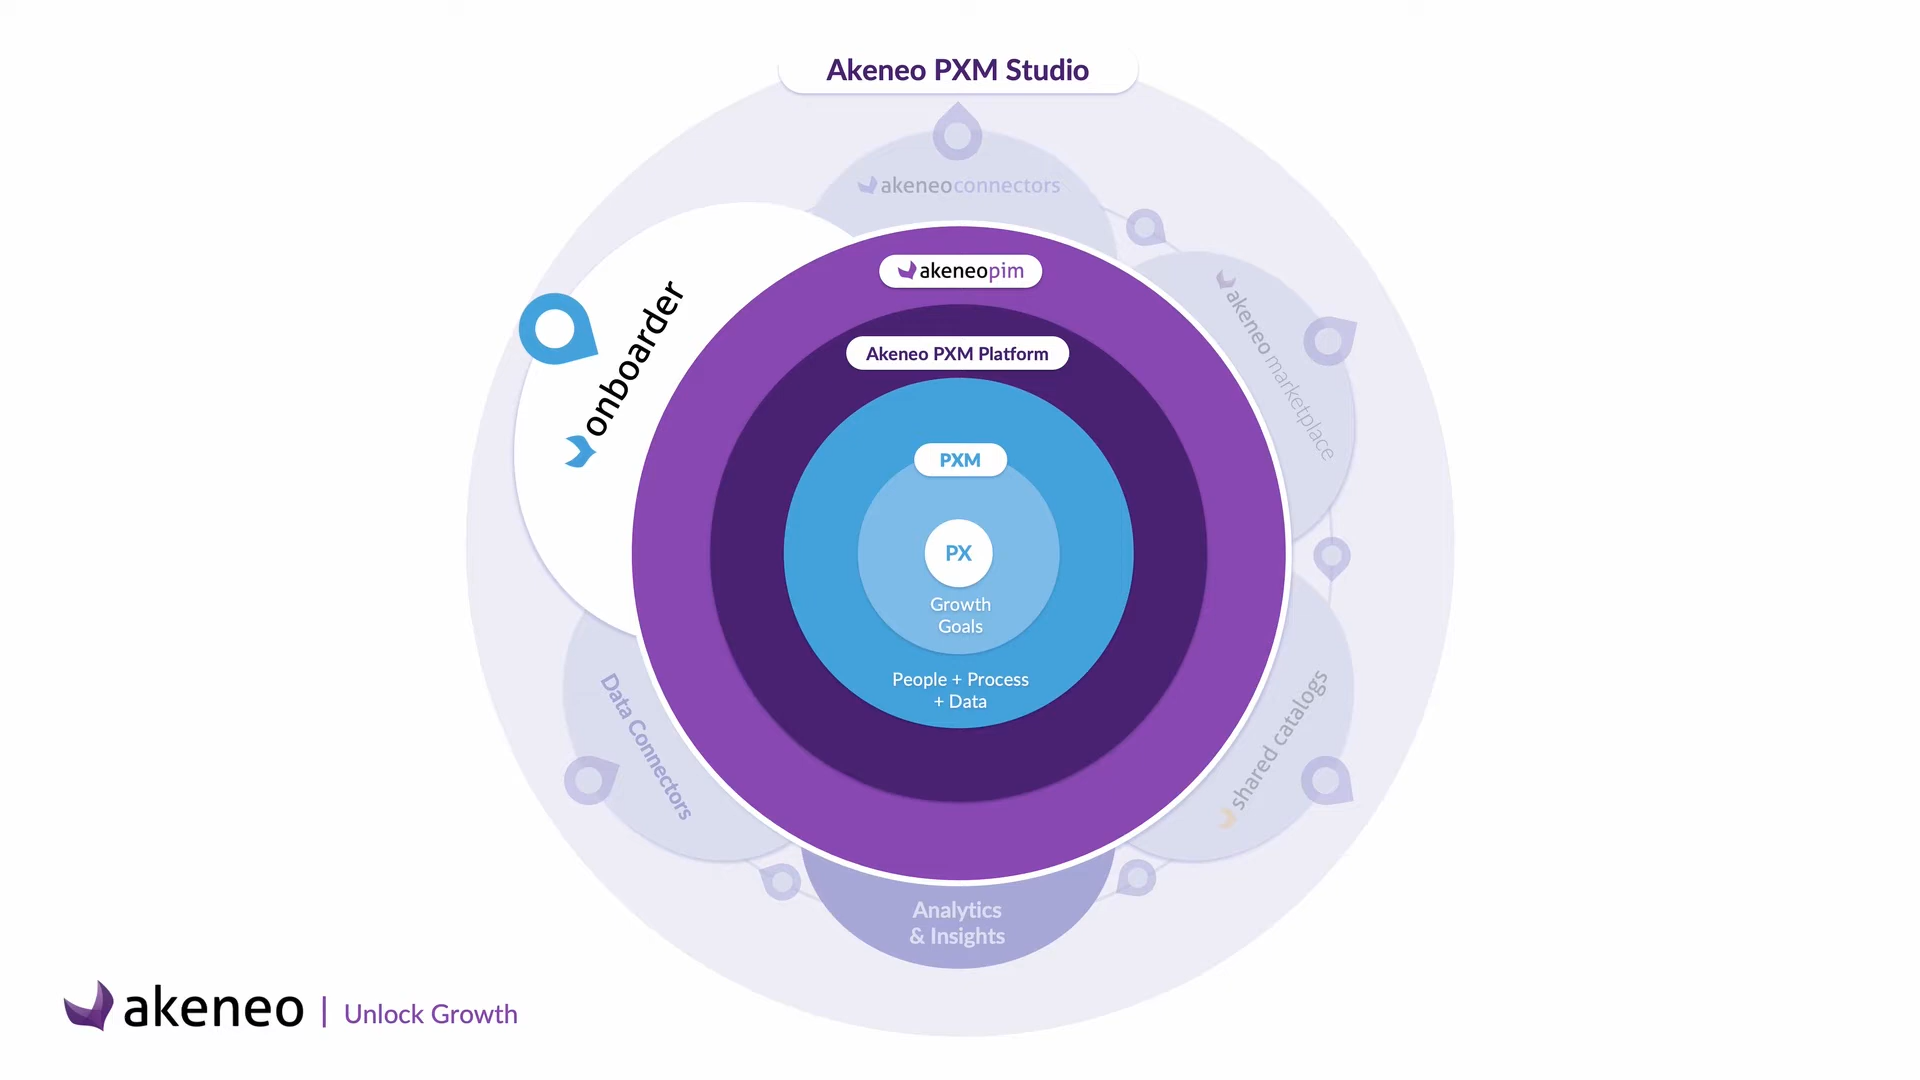 Akeneo PXM Studio
akeneoconnectors
akeneopim
onboarder
akeneo marketplace
Akeneo PXM Platform
PXM
PX
Growth
Goals
People + Process
+ Data
Data Connectors
shared catalogs
Analytics
& Insights
akeneo | Unlock Growth